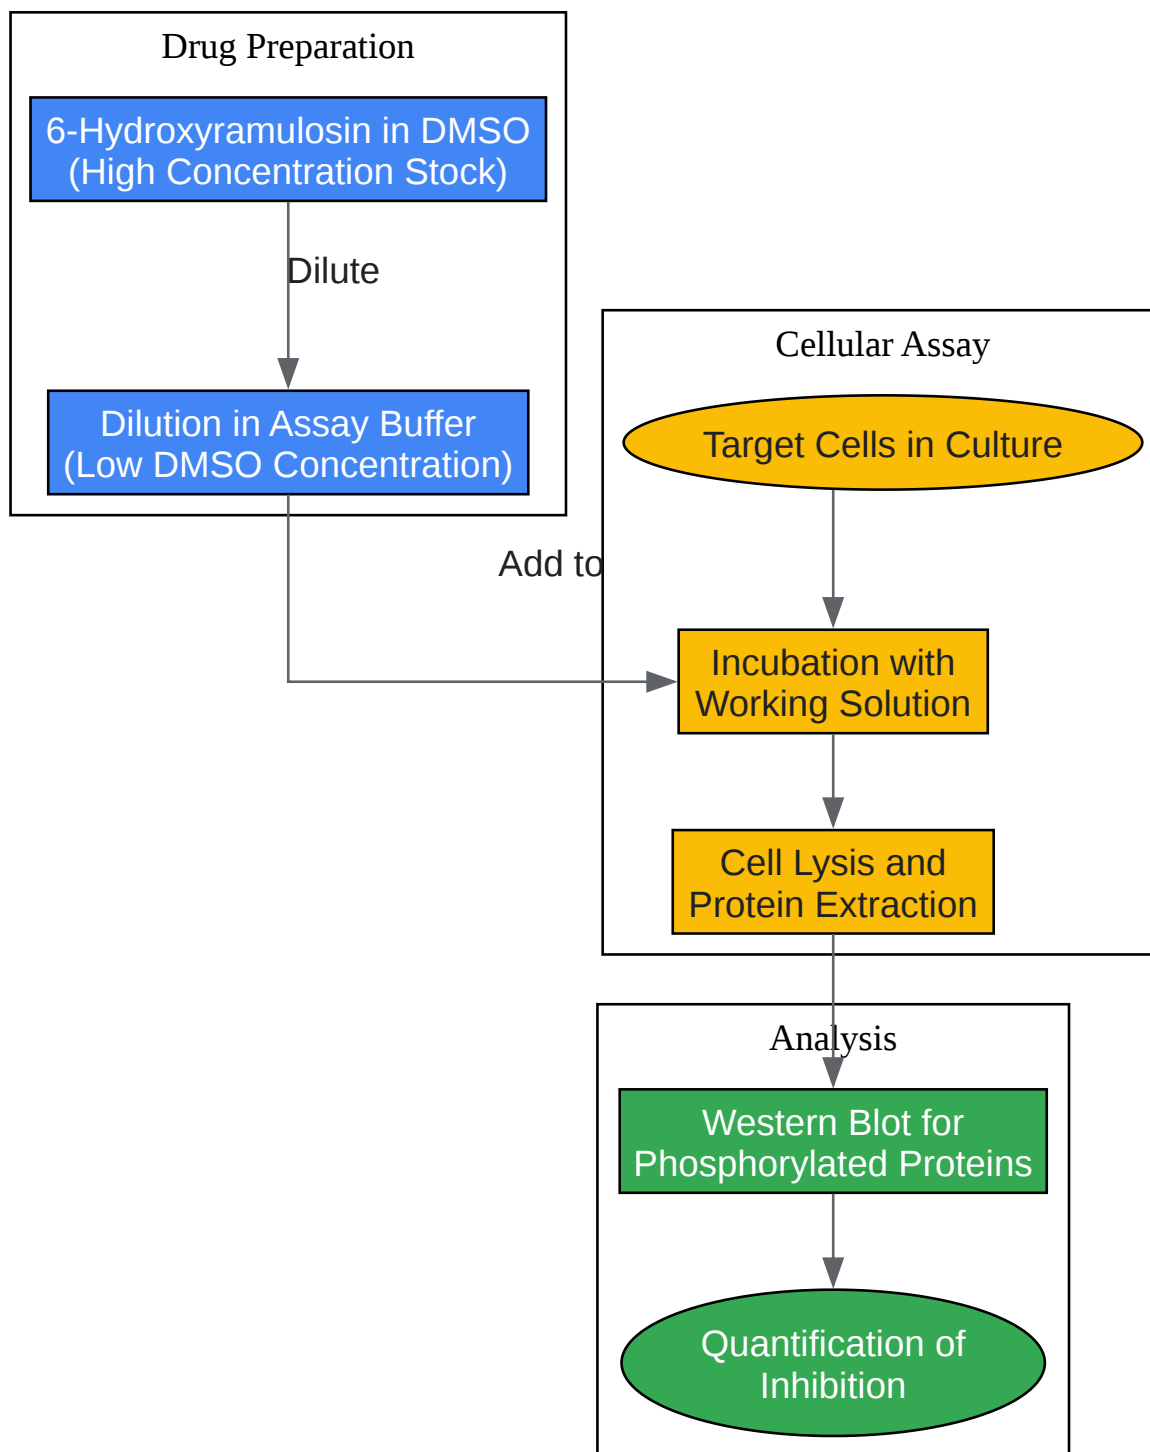 Drug Preparation
6-Hydroxyramulosin in DMSO
(High Concentration Stock)
Dilute
Dilution in Assay Buffer
(Low DMSO Concentration)
Add to
Cellular Assay
Target Cells in Culture
Incubation with
Working Solution
Cell Lysis and
Protein Extraction
Analysis
Western Blot for
Phosphorylated Proteins
Quantification of
Inhibition